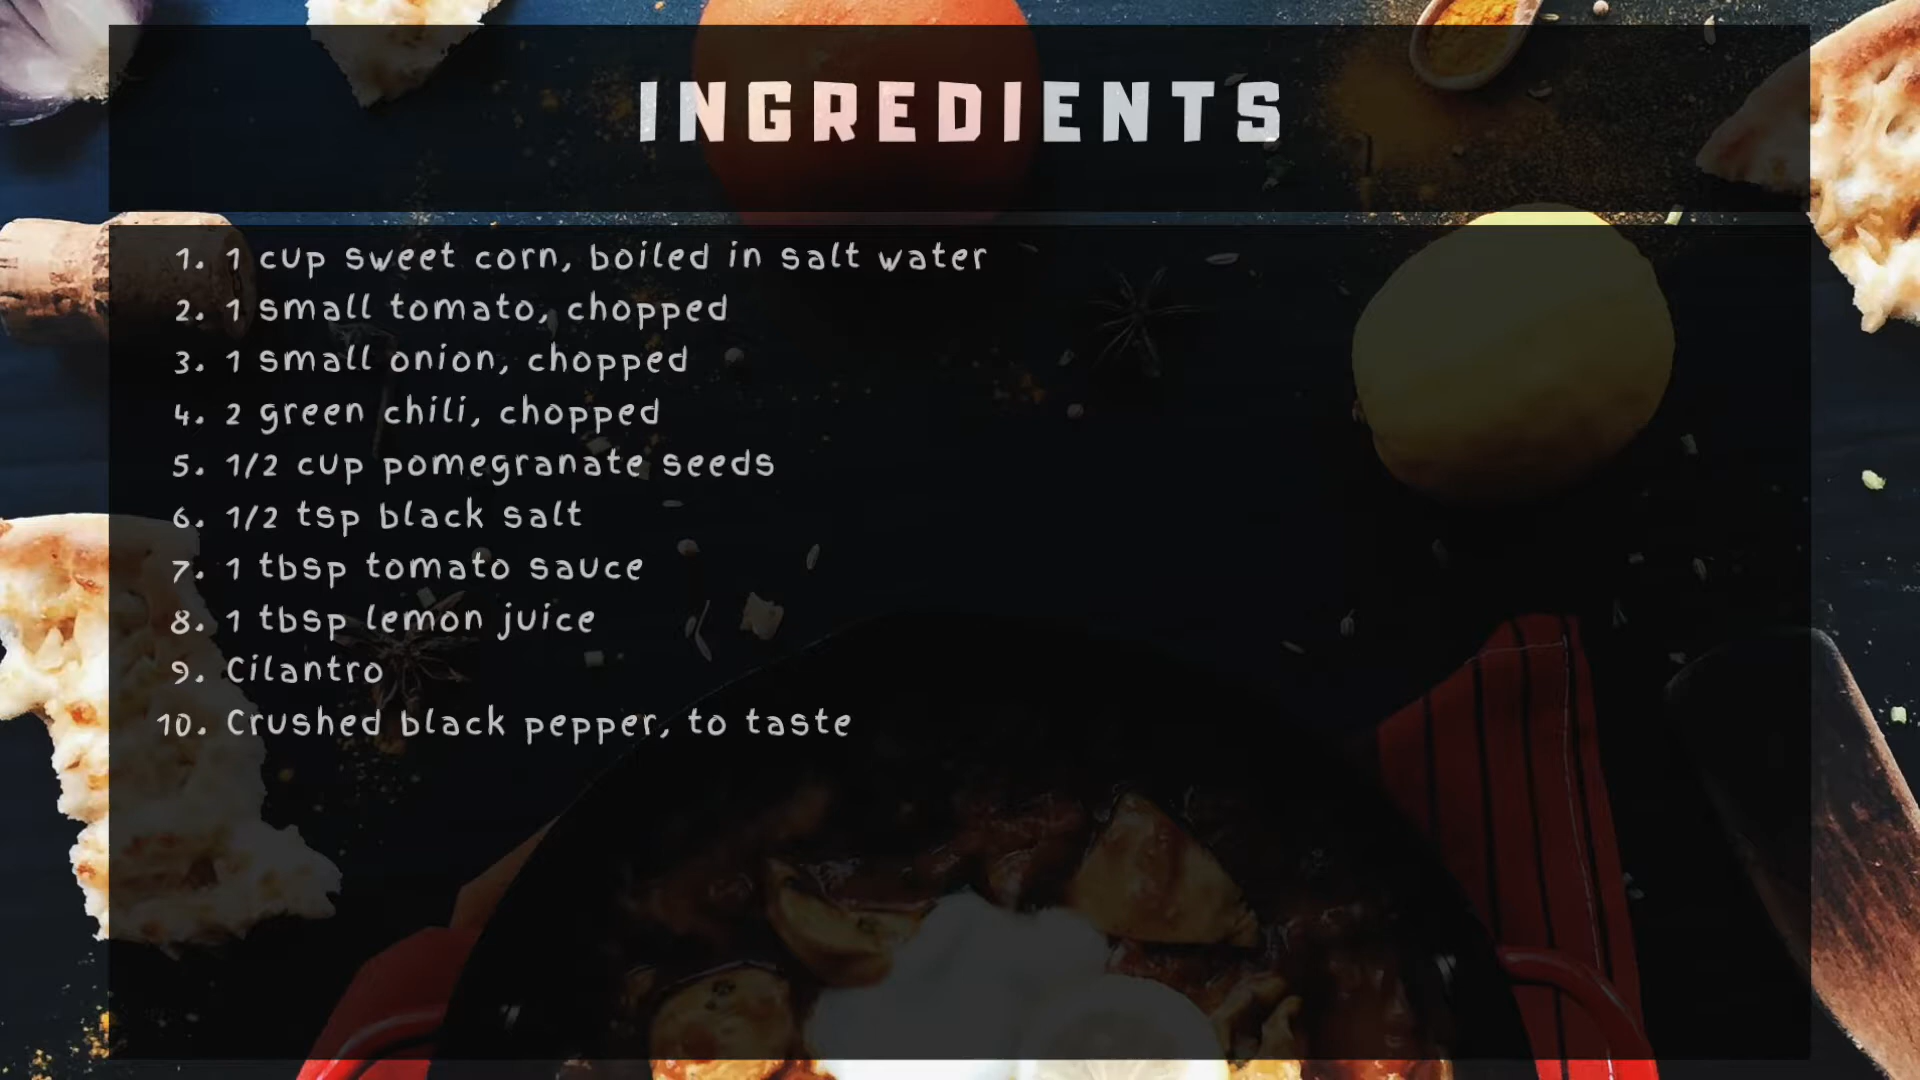 INGREDIENTS
1. 1 cup sweet corn, boiled in salt water
2. 1 small tomato, chopped
3. 1 small onion, chopped
4. 2 green chili, chopped
5. 1/2 cup pomegranate seeds
6. 1/2 tsp black salt
7. 1 tbsp tomato sauce
8. 1 tbsp lemon juice
9. Cilantro
10. Crushed black pepper, to taste